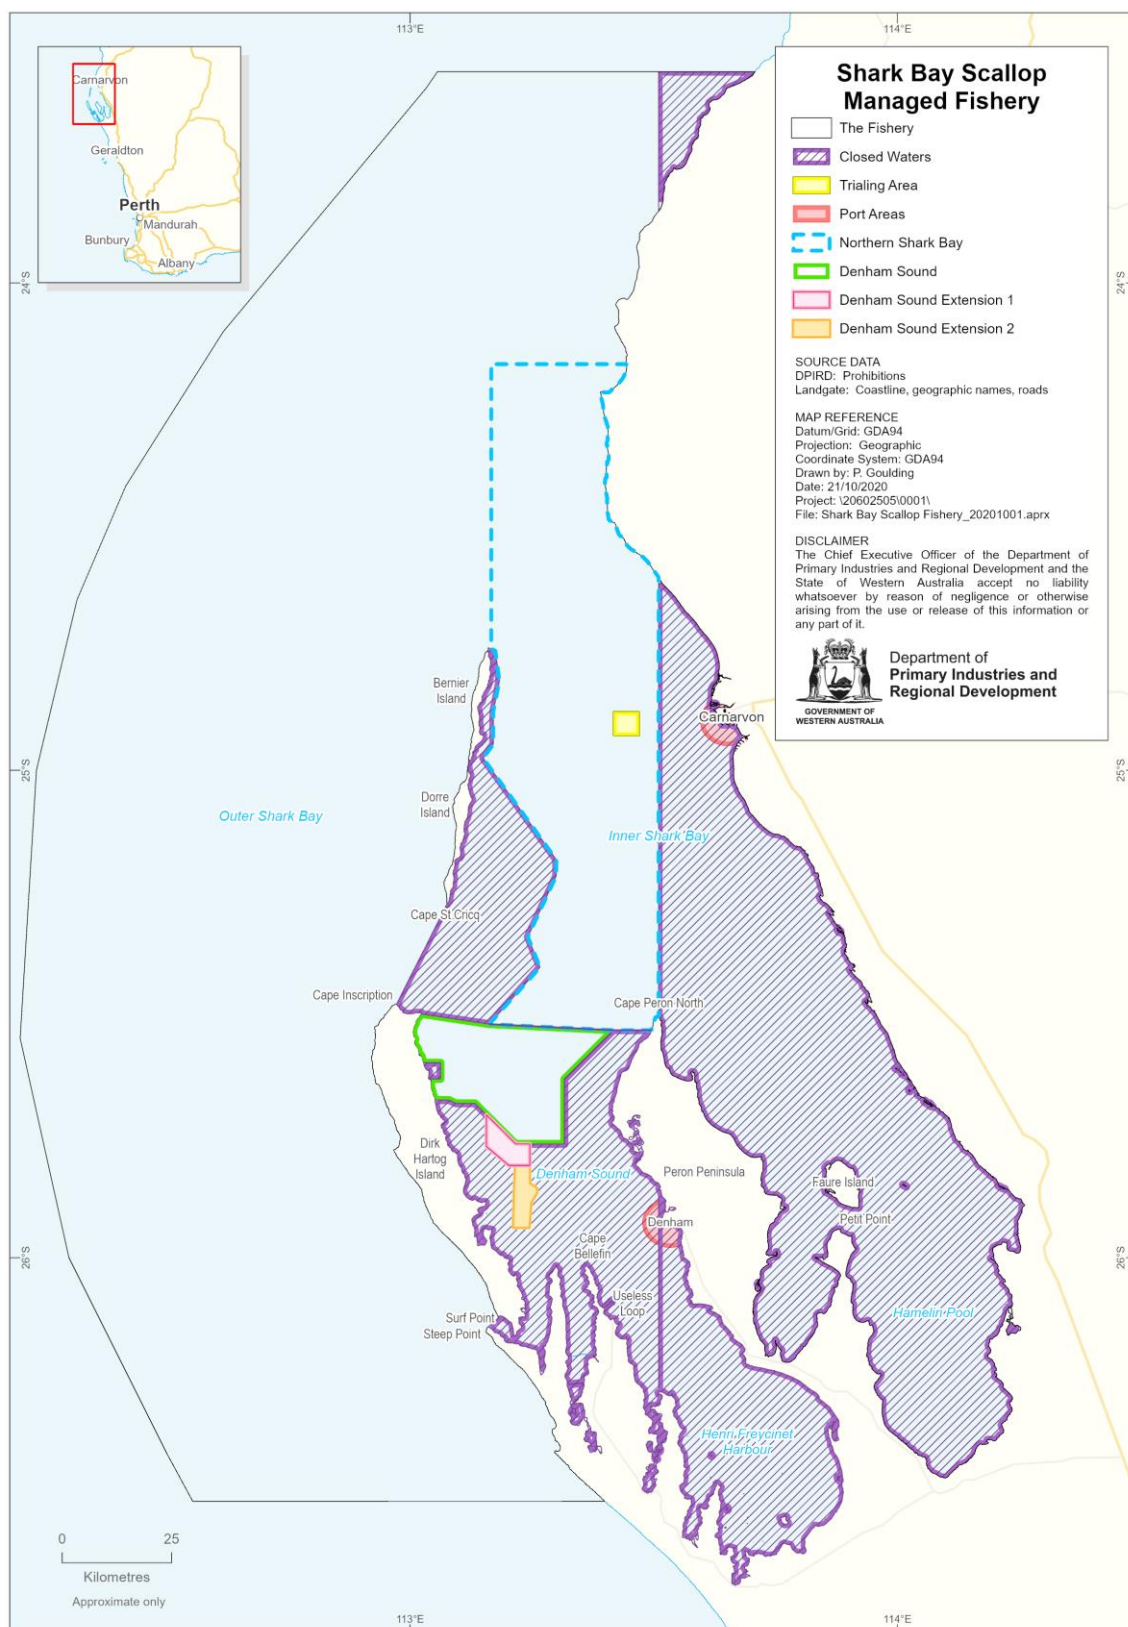 113°E
114°E
Carnarvon
Geraldton
Perth
Mandurah
Bunbury
Albany
Shark Bay Scallop
Managed Fishery
The Fishery
Closed Waters
Trialing Area
Port Areas
Northern Shark Bay
Denham Sound
Denham Sound Extension 1
Denham Sound Extension 2
24°S
24°S
SOURCE DATA
DPIRD: Prohibitions
Landgate: Coastline, geographic names, roads
MAP REFERENCE
Datum/Grid: GDA94
Projection: Geographic
Coordinate System: GDA94
Drawn by: P. Goulding
Date: 21/10/2020
Project: \20602505\0001\
File: Shark Bay Scallop Fishery_20201001.aprx
DISCLAIMER
The Chief Executive Officer of the Department of
Primary Industries and Regional Development and the
State of Western Australia accept no liability
whatsoever by reason of negligence or otherwise
arising from the use or release of this information or
any part of it.
GOVERNMENT OF
WESTERN AUSTRALIA
Department of
Primary Industries and
Regional Development
Bernier
Island
Carnarvon
25°S
25°S
Dorre
Island
Outer Shark Bay
Inner Shark Bay
Cape St Cricq
Cape Inscription
Cape Peron North
Dirk
Hartog
Island
Denham Sound
Peron Peninsula
Faure Island
Petit Point
Denham
Cape
Bellefin
26°S
26°S
Useless
Loop
Surf Point
Steep Point
Hamelin Pool
Henri Freycinet
Harbour
0 25
Kilometres
Approximate only
113°E
114°E